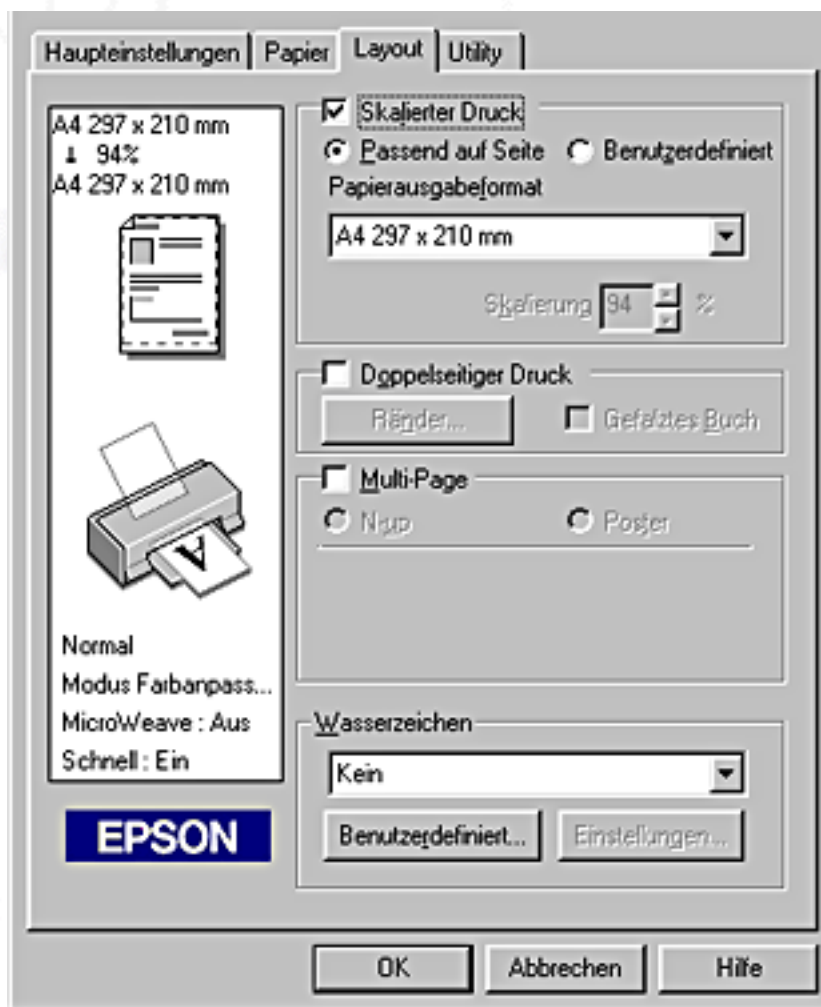 Haupteinstellungen Papier Layout Utility
A4 297 x 210 mm
94%
A4 297 x 210 mm
A
Normal
Modus Farbanpass...
MicroWeave : Aus
Schnell : Ein
EPSON
Skalierter Druck
Passend auf Seite Benutzerdefiniert
Papierausgabeformat
A4 297 x 210 mm
Skalierung 94 %
Doppelseitiger Druck
Ränder... Gefalztes Buch
Multi-Page
N-up Poster
Wasserzeichen
Kein
Benutzerdefiniert... Einstellungen...
OK Abbrechen Hilfe